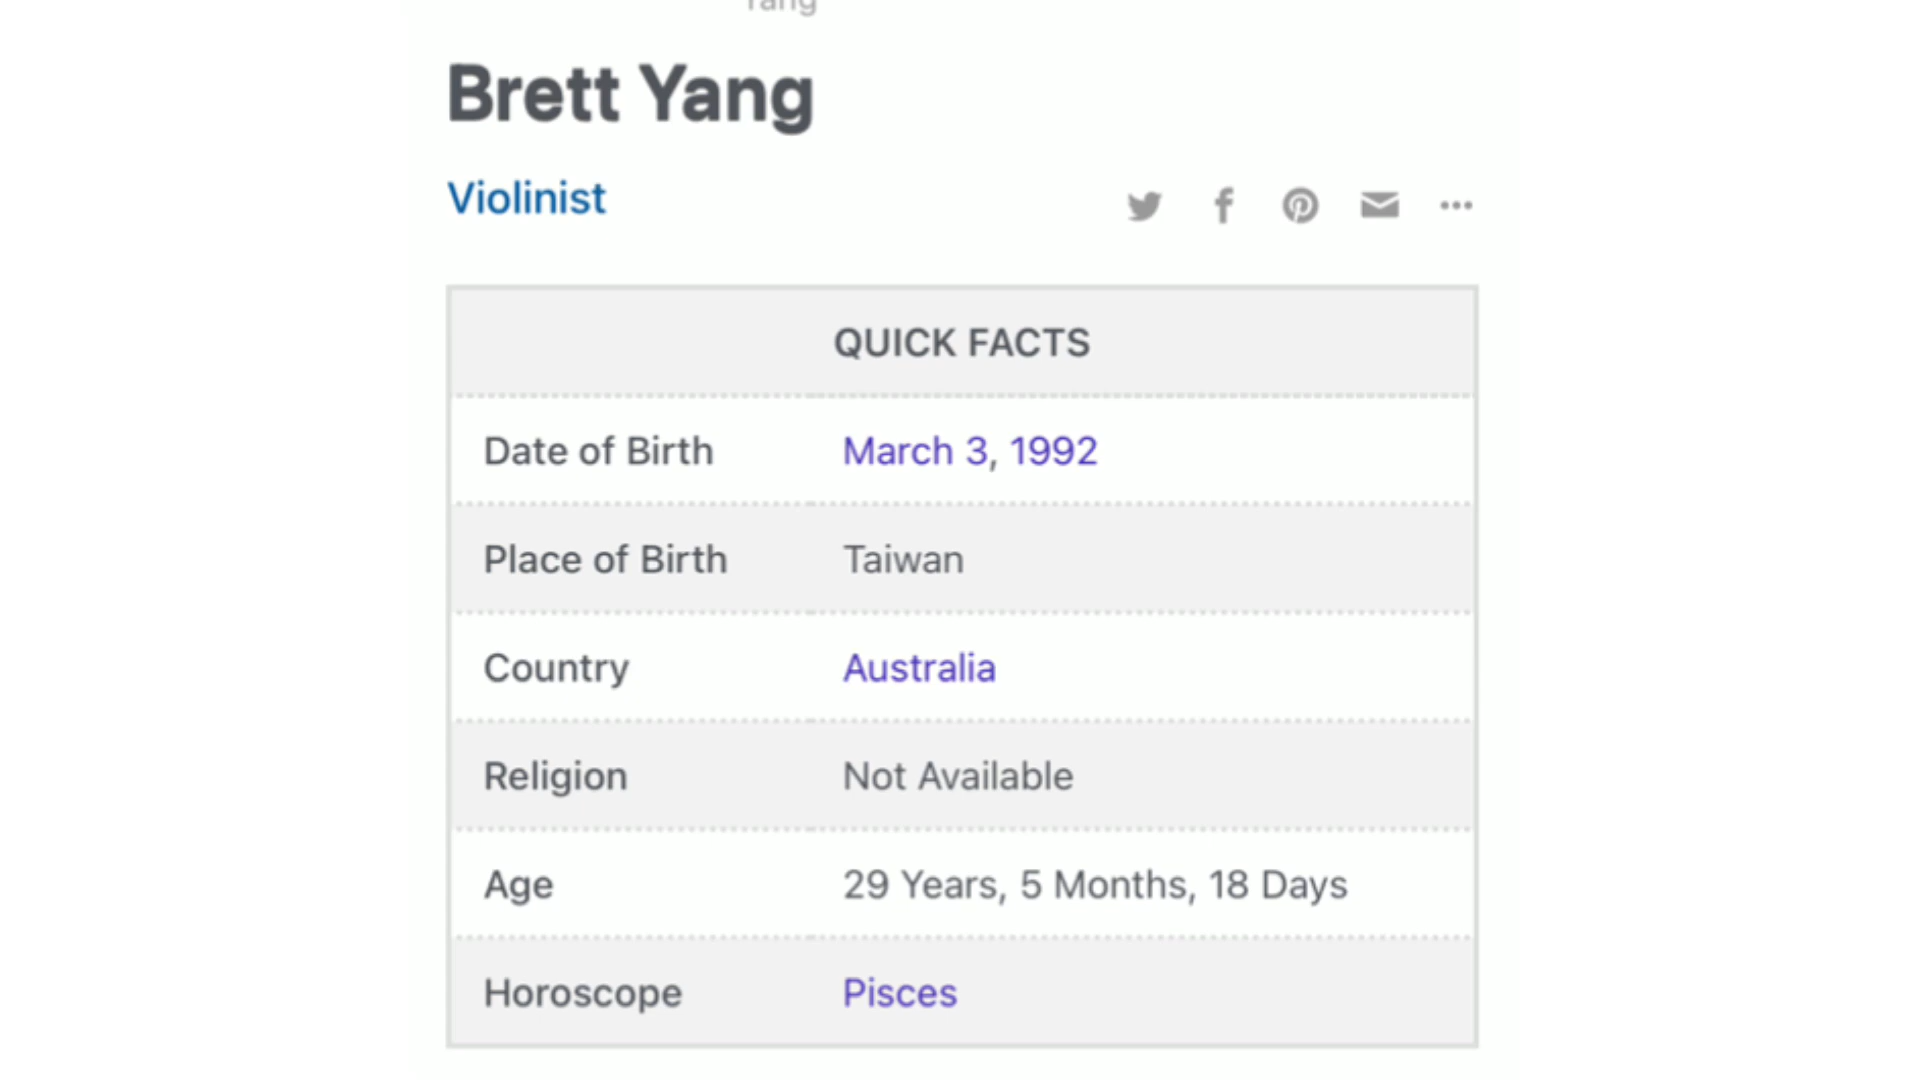 Yang
Brett Yang
Violinist
QUICK FACTS
Date of Birth March 3, 1992
Place of Birth Taiwan
Country Australia
Religion Not Available
Age 29 Years, 5 Months, 18 Days
Horoscope Pisces